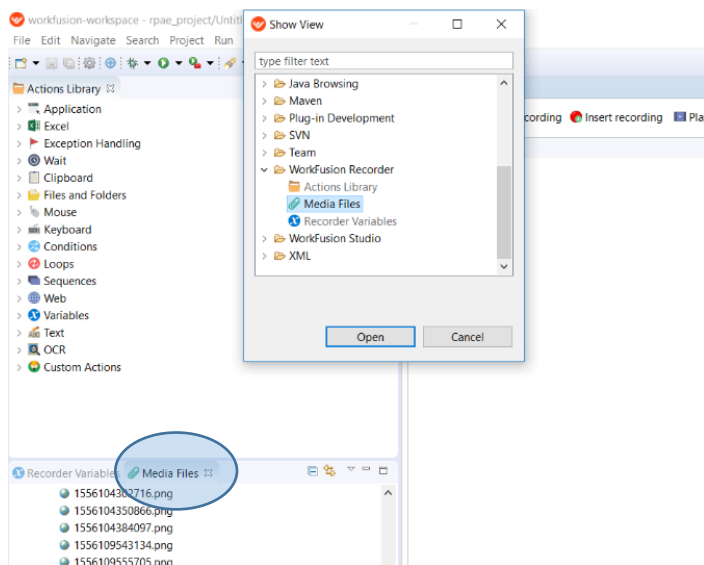 workfusion-workspace - rpae_project/Untitl
File Edit Navigate Search Project Run
Actions Library
Application
Excel
Exception Handling
Wait
Clipboard
Files and Folders
Mouse
Keyboard
Conditions
Loops
Sequences
Web
Variables
Text
OCR
Custom Actions
Show View
type filter text
Java Browsing
Maven
Plug-in Development
SVN
Team
WorkFusion Recorder
Actions Library
Media Files
Recorder Variables
WorkFusion Studio
XML
Open Cancel
cording Insert recording Pla
Recorder Variables Media Files
1556104302716.png
1556104350866.png
1556104384097.png
1556109543134.png
1556109555705.png